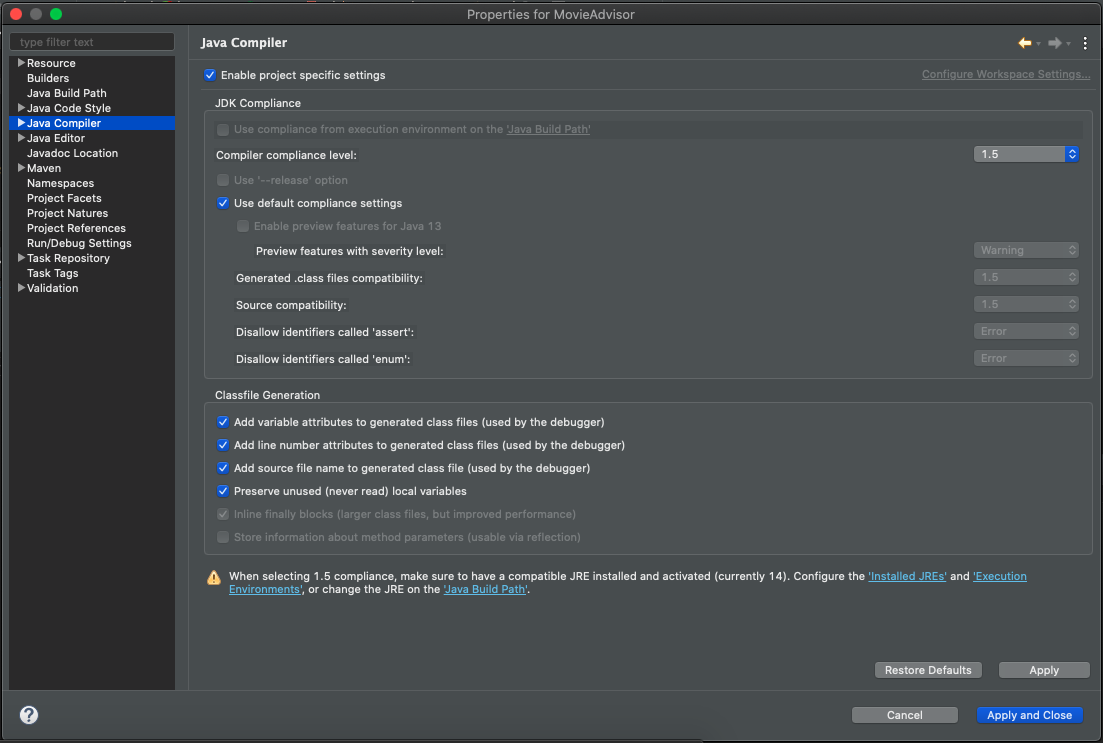 Properties for MovieAdvisor
type filter text
Resource
Builders
Java Build Path
Java Code Style
Java Compiler
Java Editor
Javadoc Location
Maven
Namespaces
Project Facets
Project Natures
Project References
Run/Debug Settings
Task Repository
Task Tags
Validation
Java Compiler
Enable project specific settings
Configure Workspace Settings...
JDK Compliance
Use compliance from execution environment on the 'Java Build Path'
Compiler compliance level:
1.5
Use '--release' option
Use default compliance settings
Enable preview features for Java 13
Preview features with severity level:
Warning
Generated .class files compatibility:
1.5
Source compatibility:
1.5
Disallow identifiers called 'assert':
Error
Disallow identifiers called 'enum':
Error
Classfile Generation
Add variable attributes to generated class files (used by the debugger)
Add line number attributes to generated class files (used by the debugger)
Add source file name to generated class file (used by the debugger)
Preserve unused (never read) local variables
Inline finally blocks (larger class files, but improved performance)
Store information about method parameters (usable via reflection)
When selecting 1.5 compliance, make sure to have a compatible JRE installed and activated (currently 14). Configure the 'Installed JREs' and 'Execution
Environments', or change the JRE on the 'Java Build Path'.
Restore Defaults
Apply
?
Cancel
Apply and Close